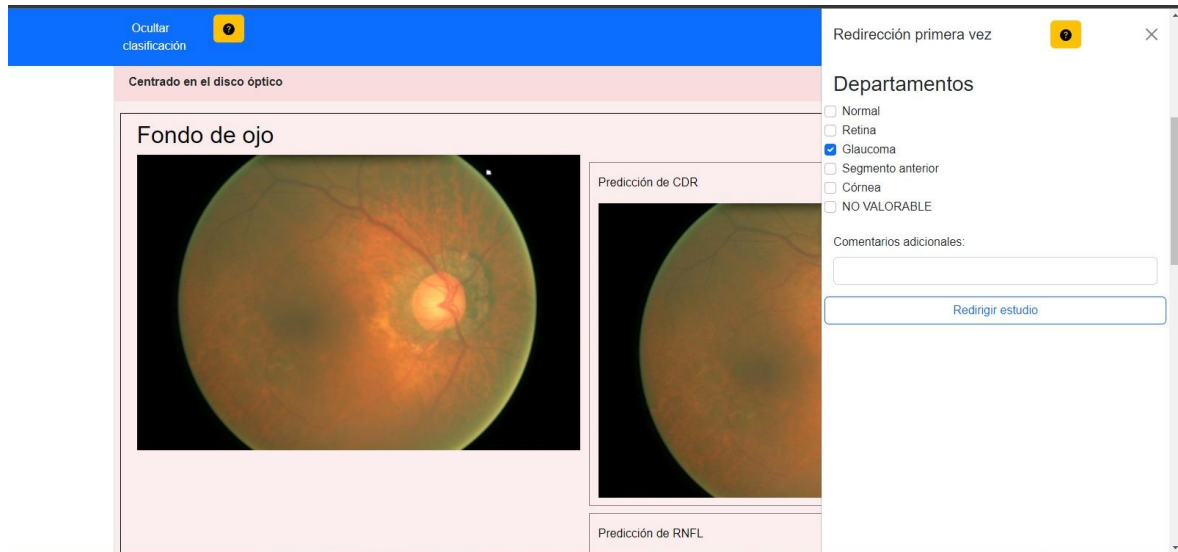 Ocultar
clasificación
?
Centrado en el disco óptico
Fondo de ojo
Predicción de CDR
Predicción de RNFL
Redirección primera vez
?
Departamentos
Normal
Retina
Glaucoma
Segmento anterior
Córnea
NO VALORABLE
Comentarios adicionales:
Redirigir estudio